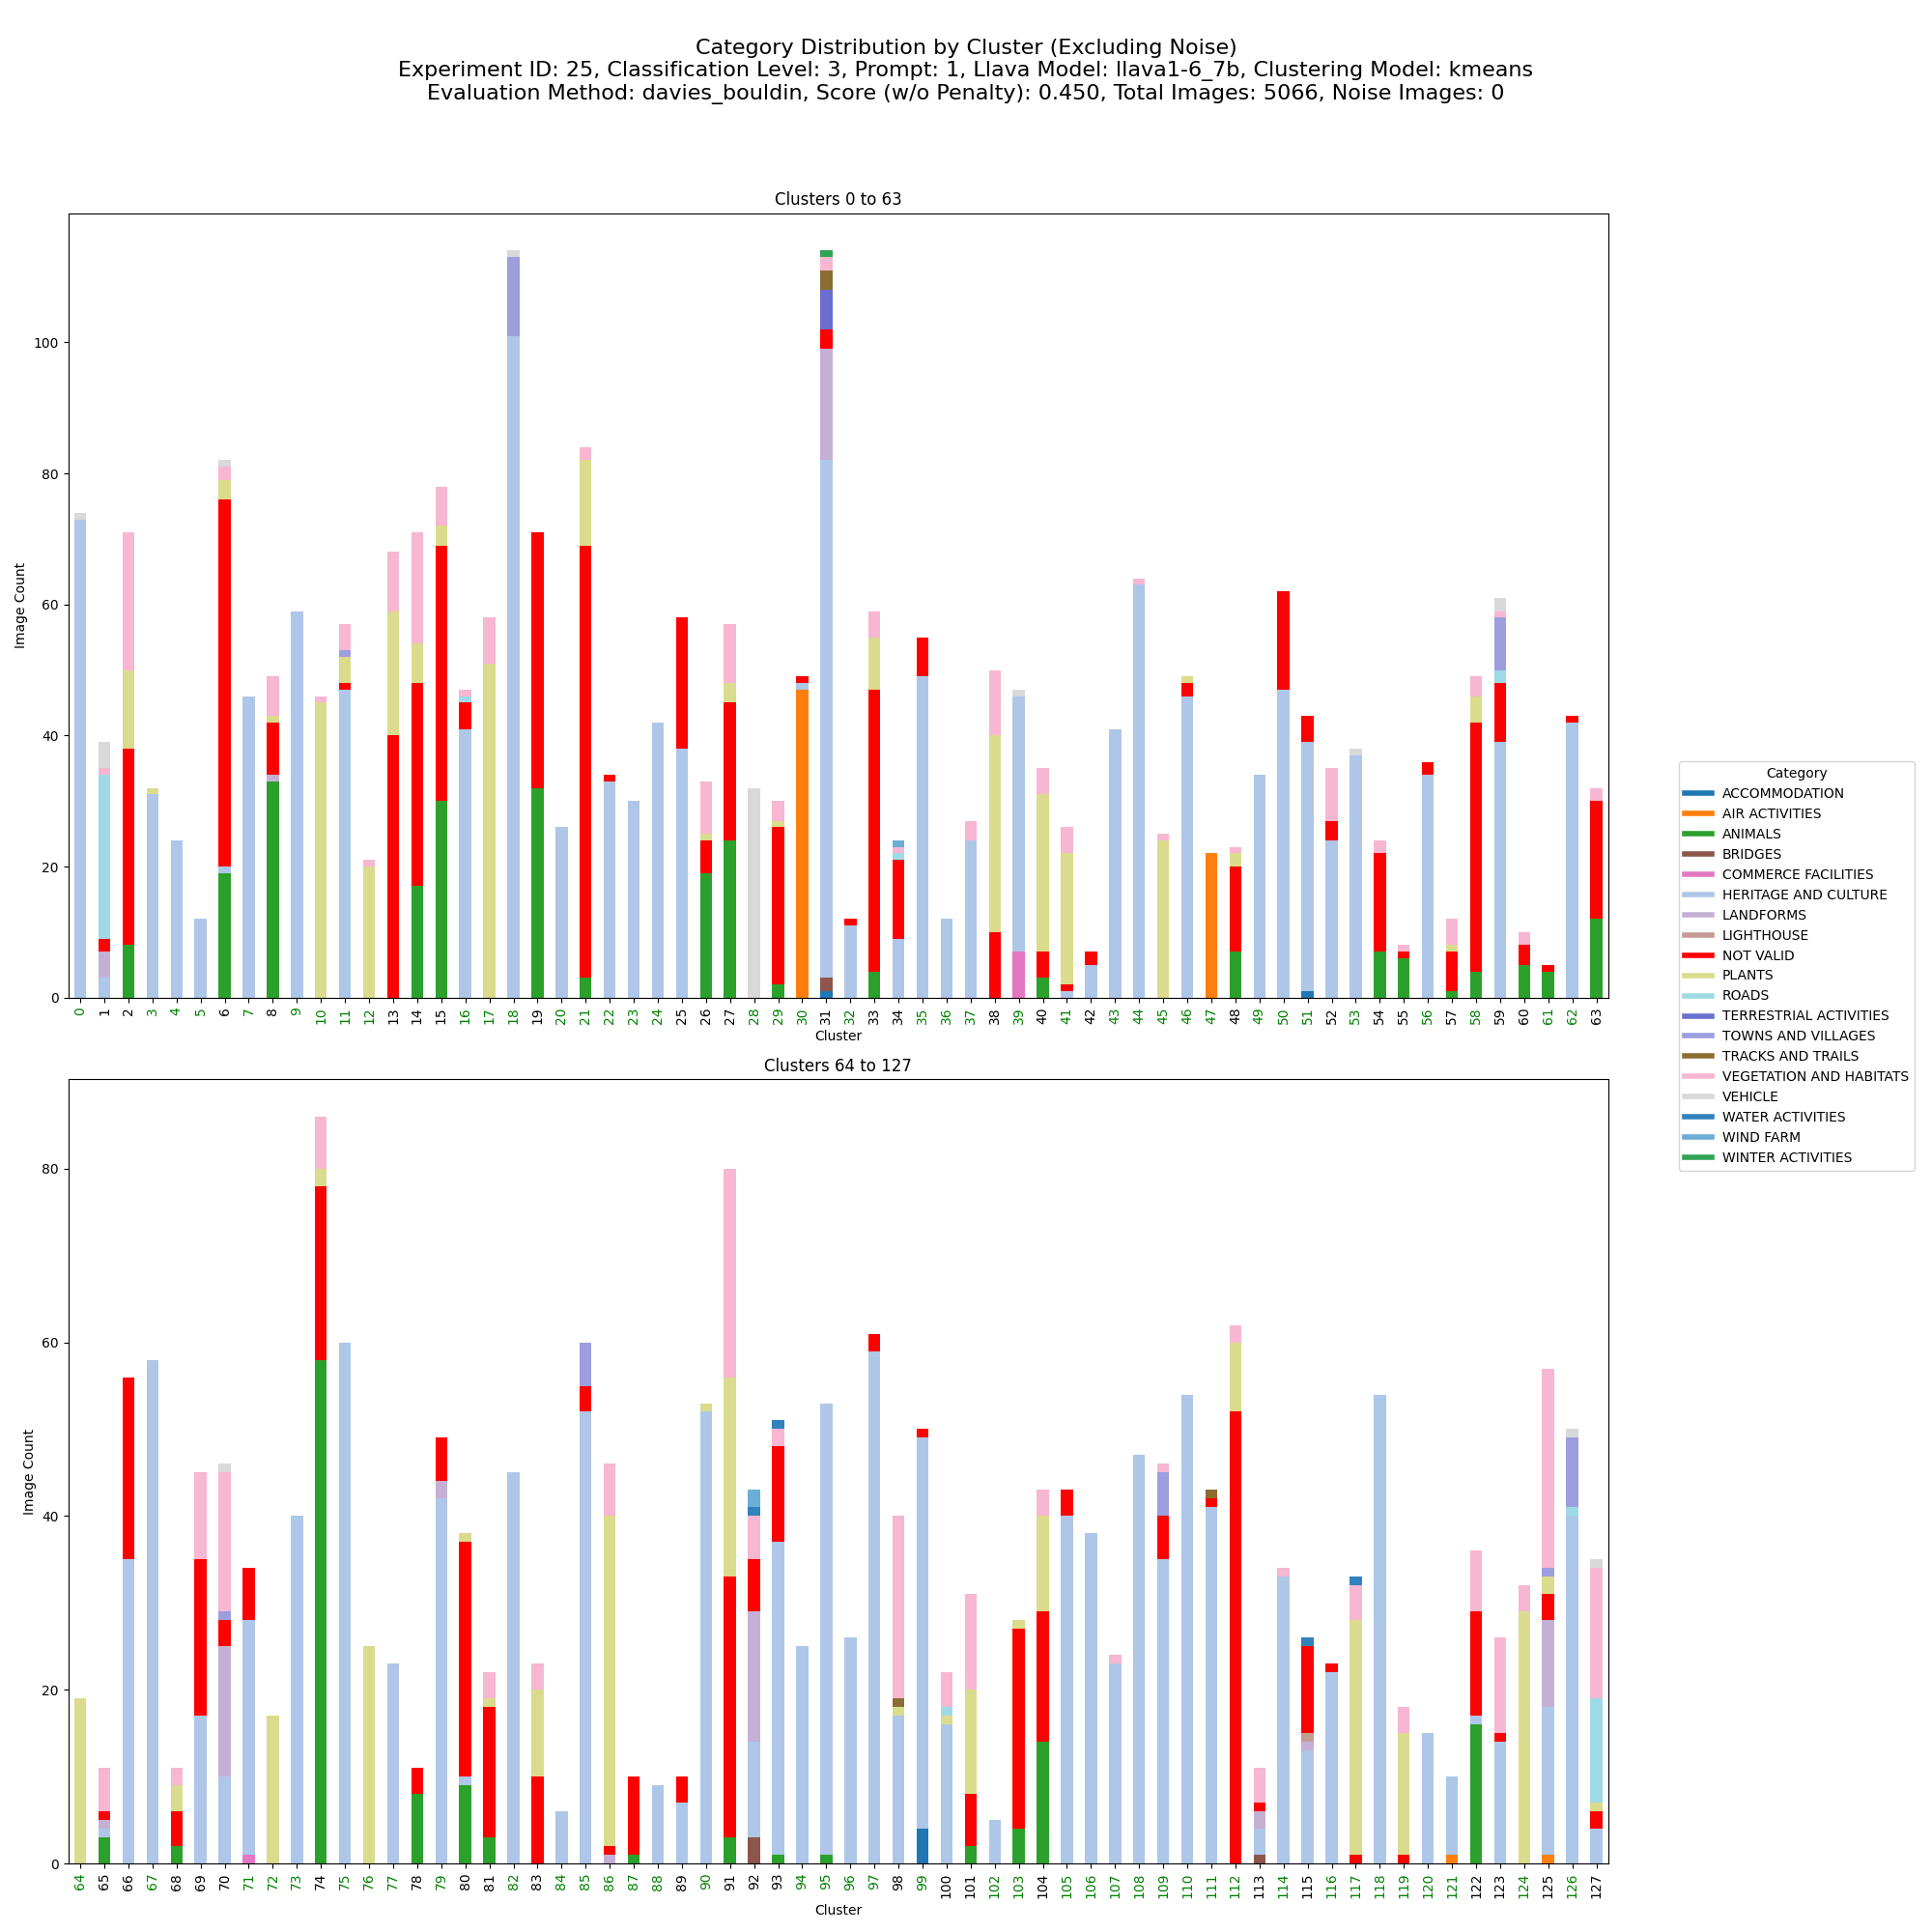 Category Distribution by Cluster (Excluding Noise)
Experiment ID: 25, Classification Level: 3, Prompt: 1, Llava Model: llava1-6_7b, Clustering Model: kmeans
Evaluation Method: davies_bouldin, Score (w/o Penalty): 0.450, Total Images: 5066, Noise Images: 0
Clusters 0 to 63
Image Count
100
80
60
40
20
0
0 1 2 3 4 5 6 7 8 9 10 11 12 13 14 15 16 17 18 19 20 21 22 23 24 25 26 27 28 29 30 31 32 33 34 35 36 37 38 39 40 41 42 43 44 45 46 47 48 49 50 51 52 53 54 55 56 57 58 59 60 61 62 63
Cluster
Clusters 64 to 127
Image Count
80
60
40
20
0
64 65 66 67 68 69 70 71 72 73 74 75 76 77 78 79 80 81 82 83 84 85 86 87 88 89 90 91 92 93 94 95 96 97 98 99 100 101 102 103 104 105 106 107 108 109 110 111 112 113 114 115 116 117 118 119 120 121 122 123 124 125 126 127
Cluster
Category
ACCOMMODATION
AIR ACTIVITIES
ANIMALS
BRIDGES
COMMERCE FACILITIES
HERITAGE AND CULTURE
LANDFORMS
LIGHTHOUSE
NOT VALID
PLANTS
ROADS
TERRESTRIAL ACTIVITIES
TOWNS AND VILLAGES
TRACKS AND TRAILS
VEGETATION AND HABITATS
VEHICLE
WATER ACTIVITIES
WIND FARM
WINTER ACTIVITIES